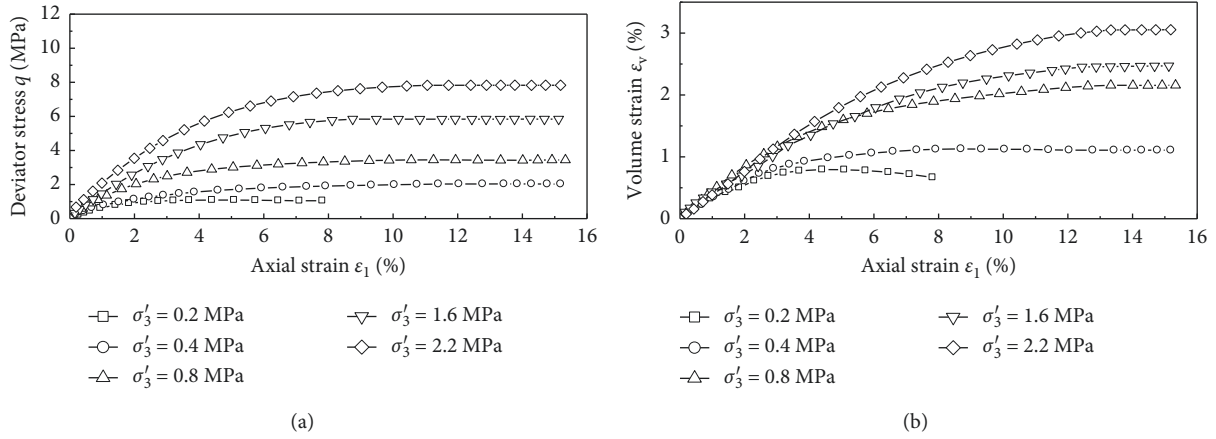 12
10
8
6
4
2
0
Deviator stress q (MPa)
0 2 4 6 8 10 12 14 16
Axial strain ε1 (%)
σ′3 = 0.2 MPa
σ′3 = 0.4 MPa
σ′3 = 0.8 MPa
σ′3 = 1.6 MPa
σ′3 = 2.2 MPa
(a)
3
2
1
0
Volume strain εv (%)
0 2 4 6 8 10 12 14 16
Axial strain ε1 (%)
σ′3 = 0.2 MPa
σ′3 = 0.4 MPa
σ′3 = 0.8 MPa
σ′3 = 1.6 MPa
σ′3 = 2.2 MPa
(b)